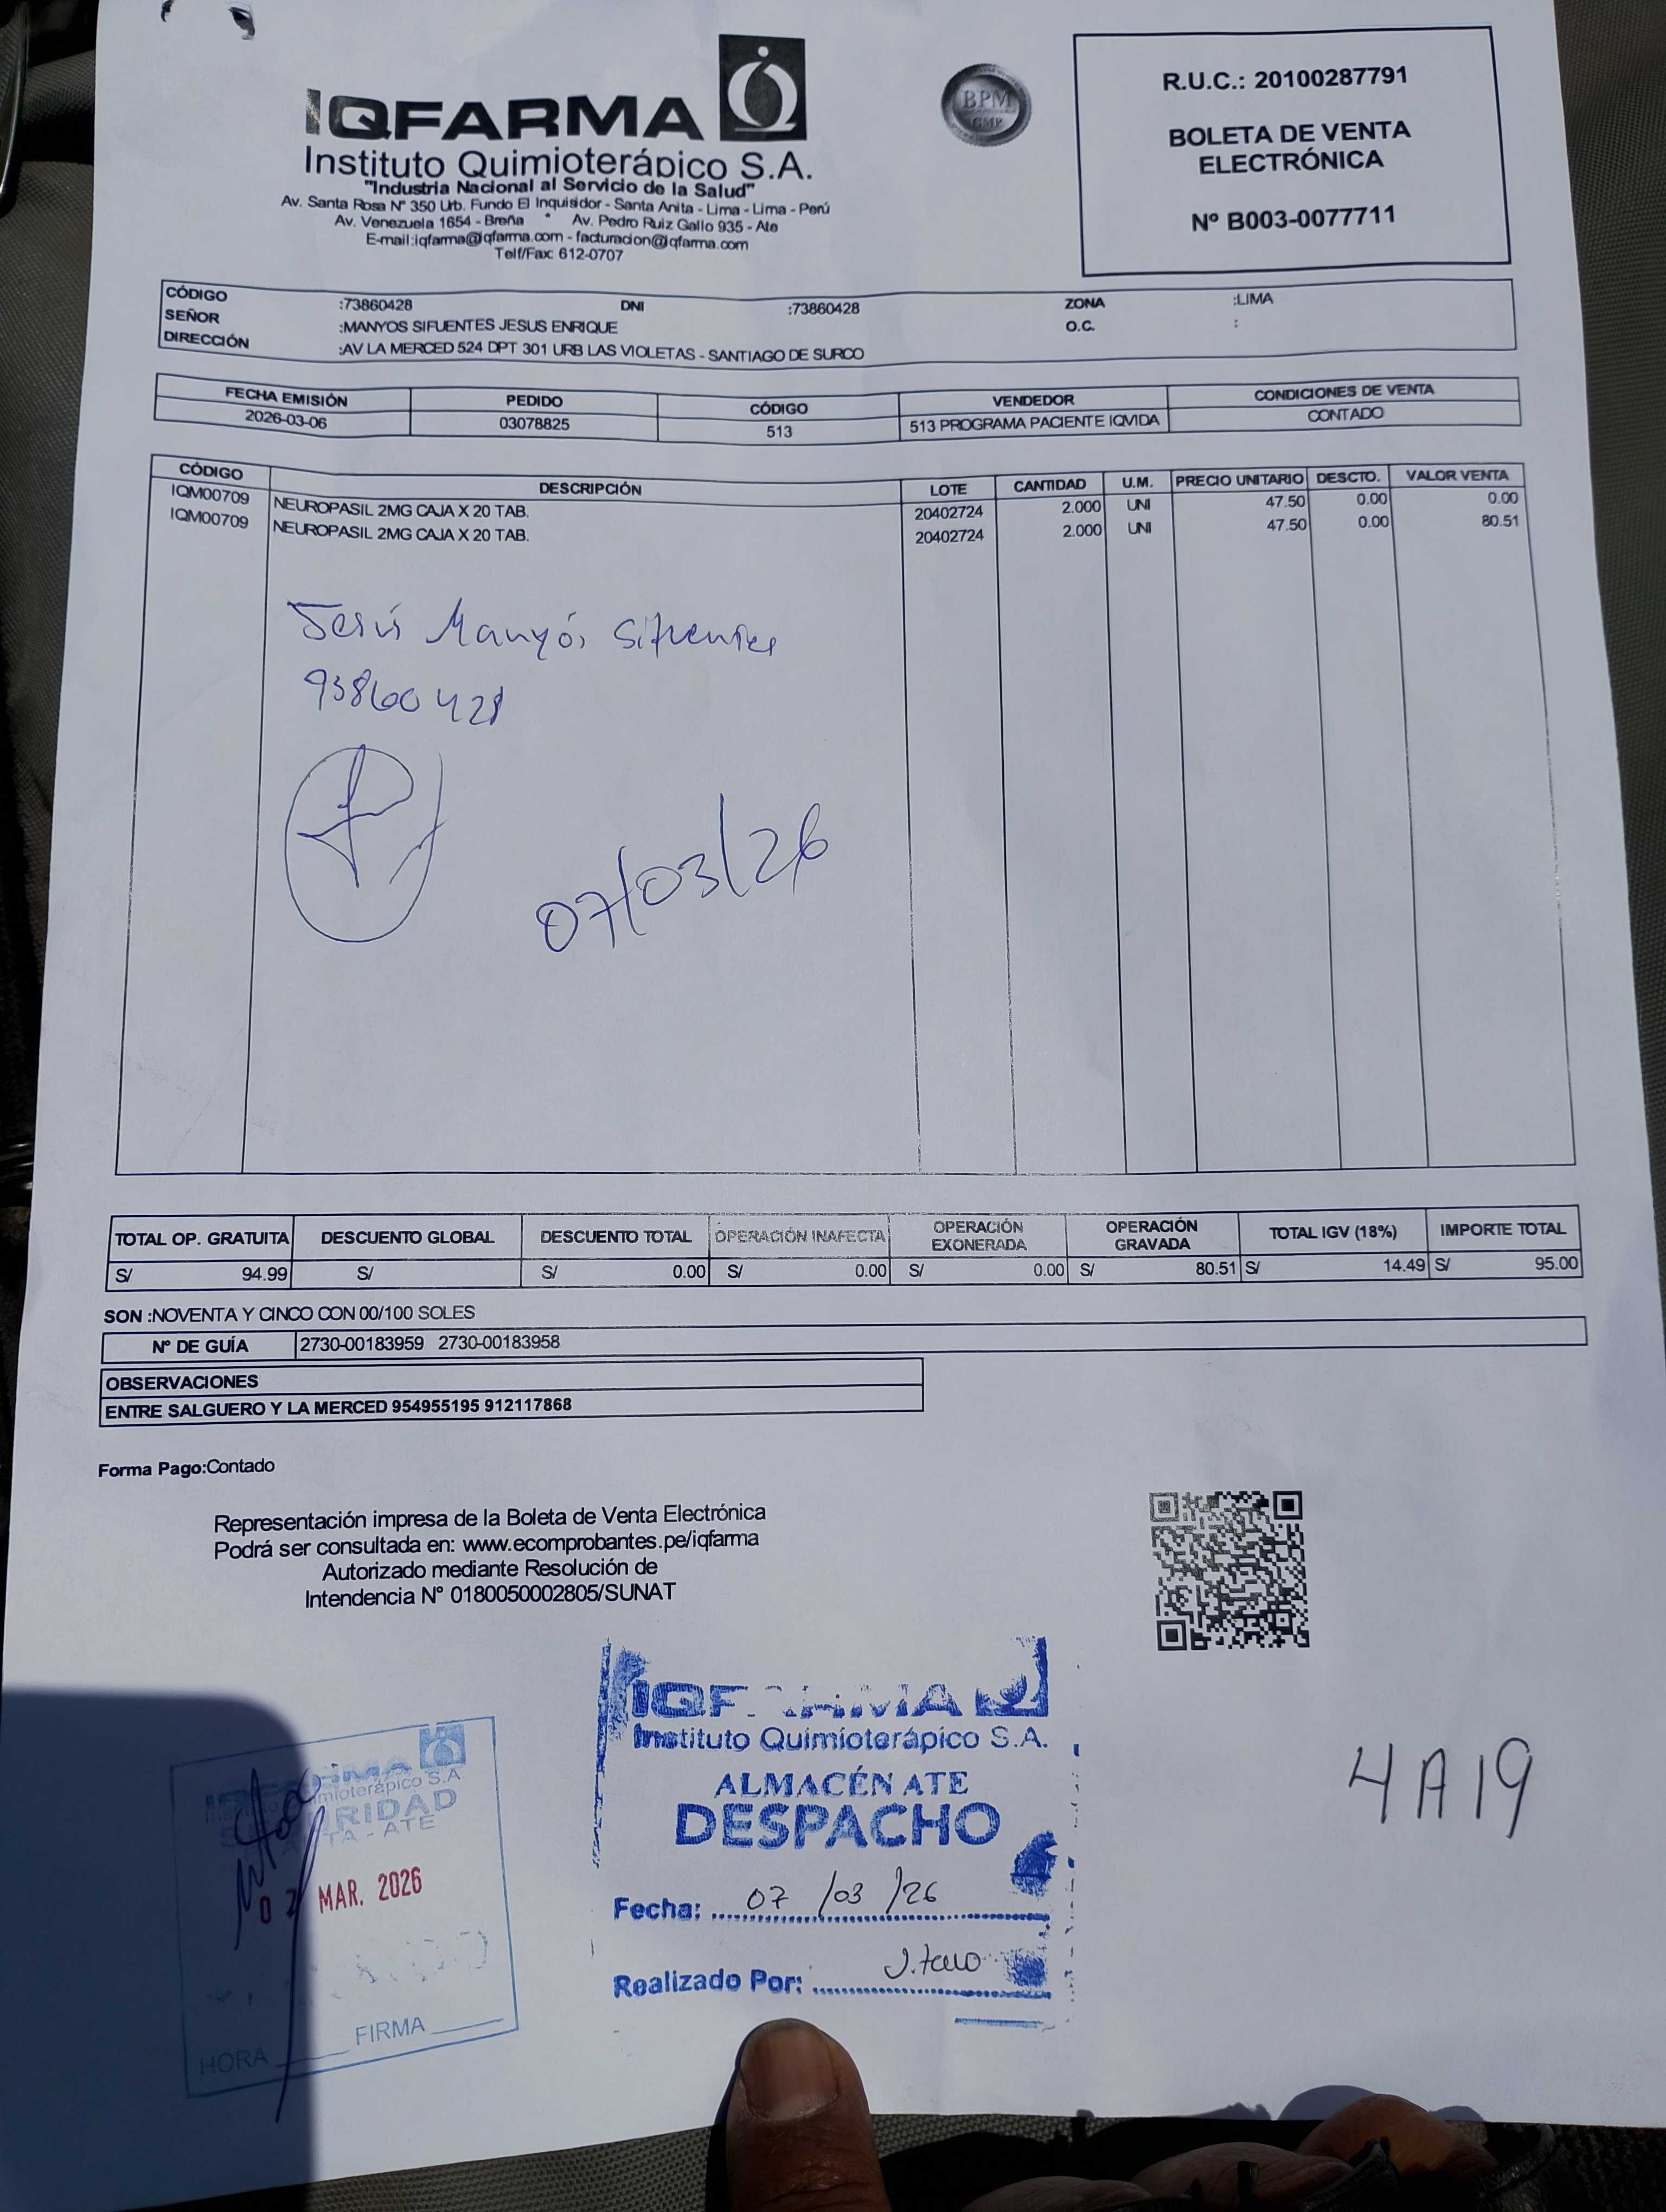 IQFARMA
Instituto Quimioterápico S.A.
"Industria Nacional al Servicio de la Salud"
Av. Santa Rosa Nº 350 Urb. Fundo El Inquisidor - Santa Anita - Lima - Lima - Perú
Av. Venezuela 1654 - Breña * Av. Pedro Ruiz Gallo 935 - Ate
E-mail:iqfarma@iqfarma.com - facturacion@iqfarma.com
Telf/Fax: 612-0707
BPM
GMP
R.U.C.: 20100287791
BOLETA DE VENTA
ELECTRÓNICA
Nº B003-0077711
CÓDIGO :73860428 DNI :73860428 ZONA :LIMA
SEÑOR :MANYOS SIFUENTES JESUS ENRIQUE O.C. :
DIRECCIÓN :AV LA MERCED 524 DPT 301 URB LAS VIOLETAS - SANTIAGO DE SURCO
FECHA EMISIÓN PEDIDO CÓDIGO VENDEDOR CONDICIONES DE VENTA
2026-03-06 03078825 513 513 PROGRAMA PACIENTE IQVIDA CONTADO
CÓDIGO DESCRIPCIÓN LOTE CANTIDAD U.M. PRECIO UNITARIO DESCTO. VALOR VENTA
IQM00709 NEUROPASIL 2MG CAJA X 20 TAB. 20402724 2.000 UNI 47.50 0.00 0.00
IQM00709 NEUROPASIL 2MG CAJA X 20 TAB. 20402724 2.000 UNI 47.50 0.00 80.51
Jesús Manyós Sifuentes
73860428
07/03/26
TOTAL OP. GRATUITA DESCUENTO GLOBAL DESCUENTO TOTAL OPERACIÓN INAFECTA OPERACIÓN EXONERADA OPERACIÓN GRAVADA TOTAL IGV (18%) IMPORTE TOTAL
S/ 94.99 S/ S/ 0.00 S/ 0.00 S/ 0.00 S/ 80.51 S/ 14.49 S/ 95.00
SON :NOVENTA Y CINCO CON 00/100 SOLES
Nº DE GUÍA 2730-00183959 2730-00183958
OBSERVACIONES
ENTRE SALGUERO Y LA MERCED 954955195 912117868
Forma Pago:Contado
Representación impresa de la Boleta de Venta Electrónica
Podrá ser consultada en: www.ecomprobantes.pe/iqfarma
Autorizado mediante Resolución de
Intendencia Nº 0180050002805/SUNAT
IQFARMA
Instituto Quimioterápico S.A.
ALMACÉN ATE
DESPACHO
Fecha: 07/03/26
Realizado Por:
4A19
07 MAR. 2026
FIRMA
HORA